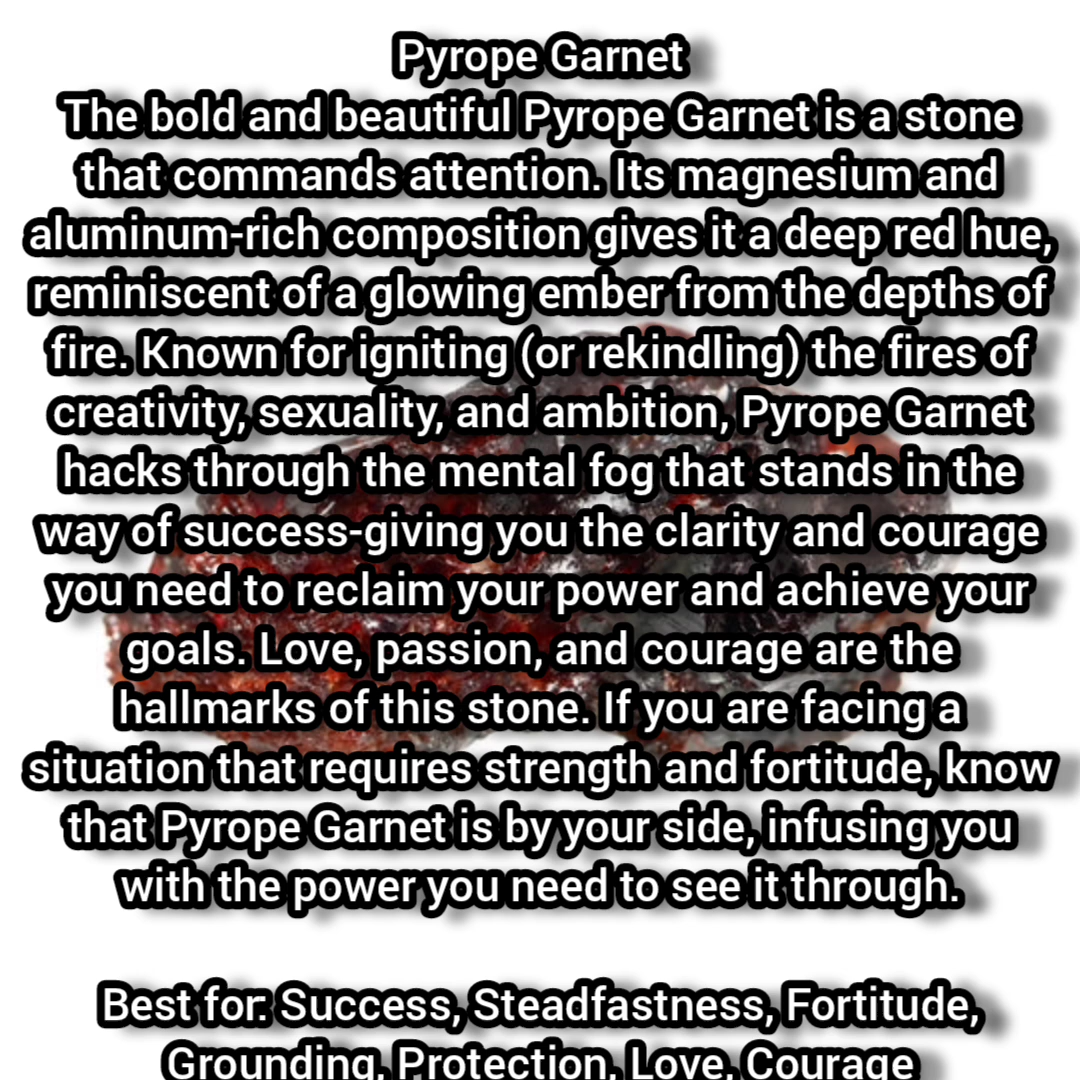 Pyrope Garnet
The bold and beautiful Pyrope Garnet is a stone
that commands attention. Its magnesium and
aluminum-rich composition gives it a deep red hue,
reminiscent of a glowing ember from the depths of
fire. Known for igniting (or rekindling) the fires of
creativity, sexuality, and ambition, Pyrope Garnet
hacks through the mental fog that stands in the
way of success-giving you the clarity and courage
you need to reclaim your power and achieve your
goals. Love, passion, and courage are the
hallmarks of this stone. If you are facing a
situation that requires strength and fortitude, know
that Pyrope Garnet is by your side, infusing you
with the power you need to see it through.
Best for: Success, Steadfastness, Fortitude,
Grounding, Protection, Love, Courage